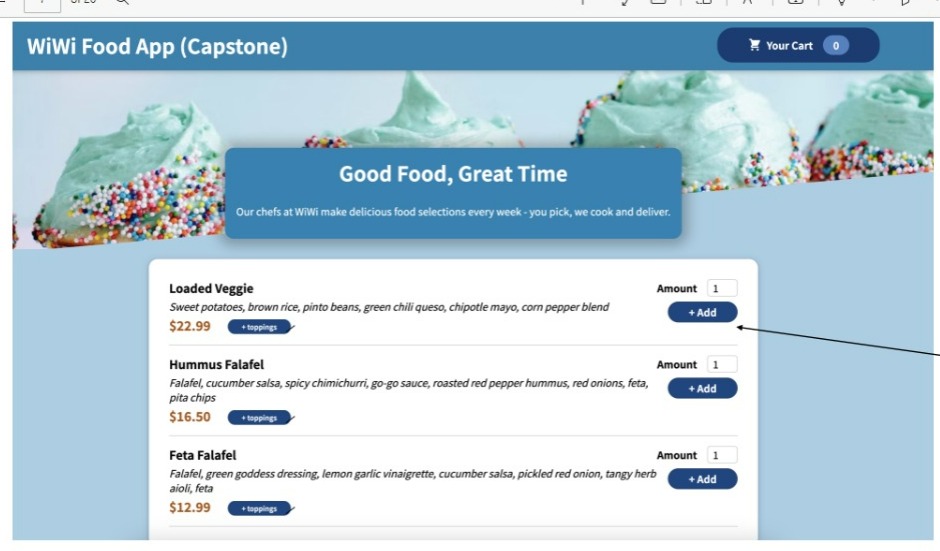 WiWi Food App (Capstone)
Your Cart 0
Good Food, Great Time
Our chefs at WiWi make delicious food selections every week - you pick, we cook and deliver.
Loaded Veggie
Amount 1
Sweet potatoes, brown rice, pinto beans, green chili queso, chipotle mayo, corn pepper blend
+ Add
$22.99
+ toppings
Hummus Falafel
Amount 1
Falafel, cucumber salsa, spicy chimichurri, go-go sauce, roasted red pepper hummus, red onions, feta,
pita chips
+ Add
$16.50
+ toppings
Feta Falafel
Amount 1
Falafel, green goddess dressing, lemon garlic vinaigrette, cucumber salsa, pickled red onion, tangy herb
aioli, feta
+ Add
$12.99
+ toppings